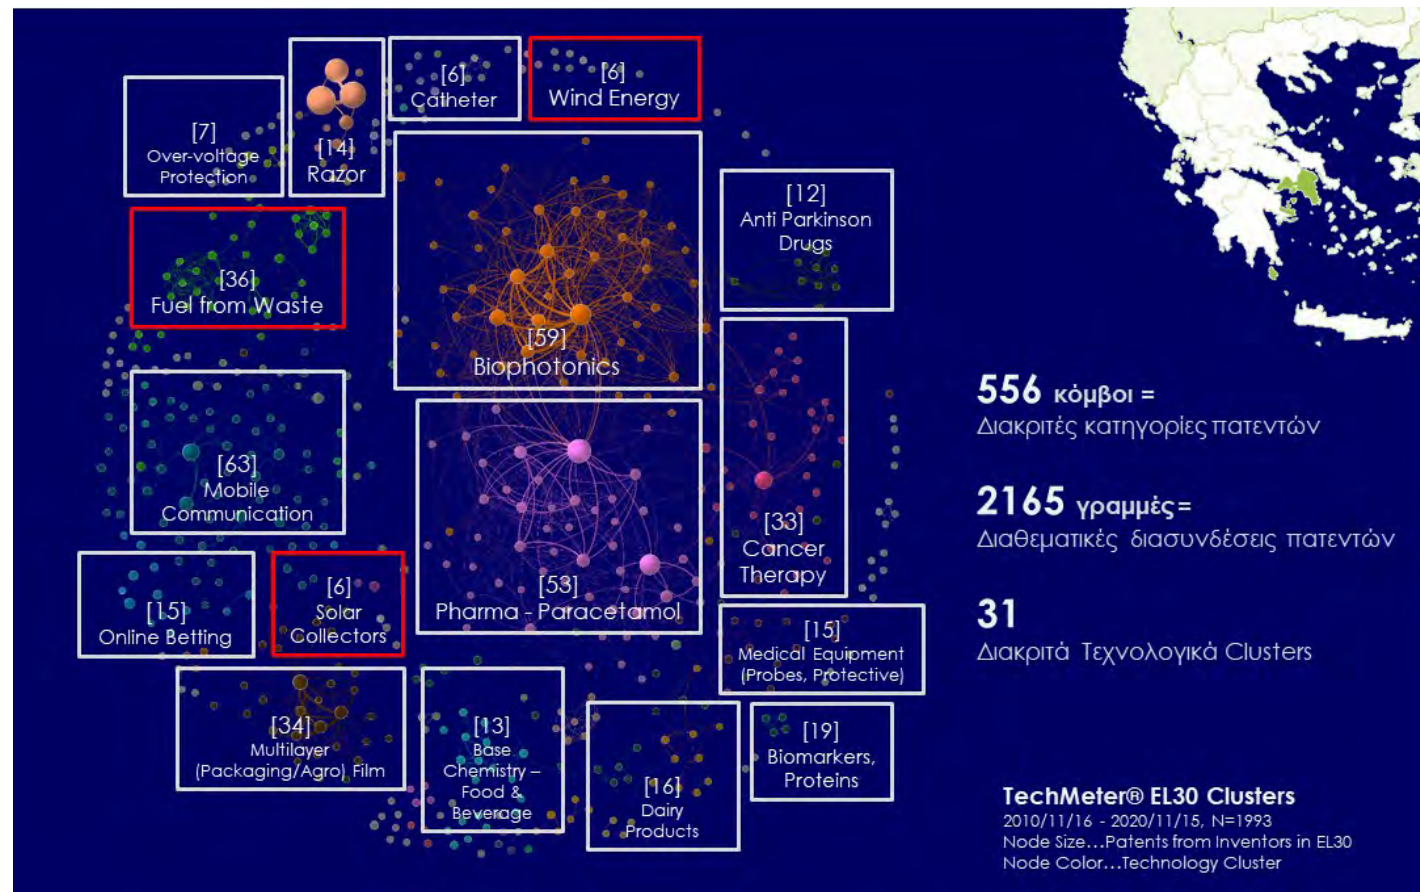 [6]
Catheter
[6]
Wind Energy
[7]
Over-voltage
Protection
[14]
Razor
[12]
Anti Parkinson
Drugs
[36]
Fuel from Waste
[59]
Biophotonics
[63]
Mobile
Communication
[33]
Cancer
Therapy
[53]
Pharma - Paracetamol
[15]
Online Betting
[6]
Solar
Collectors
[15]
Medical Equipment
(Probes, Protective)
[34]
Multilayer
(Packaging/Agro) Film
[13]
Base
Chemistry –
Food &
Beverage
[16]
Dairy
Products
[19]
Biomarkers,
Proteins
556 κόμβοι =
Διακριτές κατηγορίες πατεντών
2165 γραμμές =
Διαθεματικές διασυνδέσεις πατεντών
31
Διακριτά Τεχνολογικά Clusters
TechMeter® EL30 Clusters
2010/11/16 - 2020/11/15, N=1993
Node Size...Patents from Inventors in EL30
Node Color...Technology Cluster